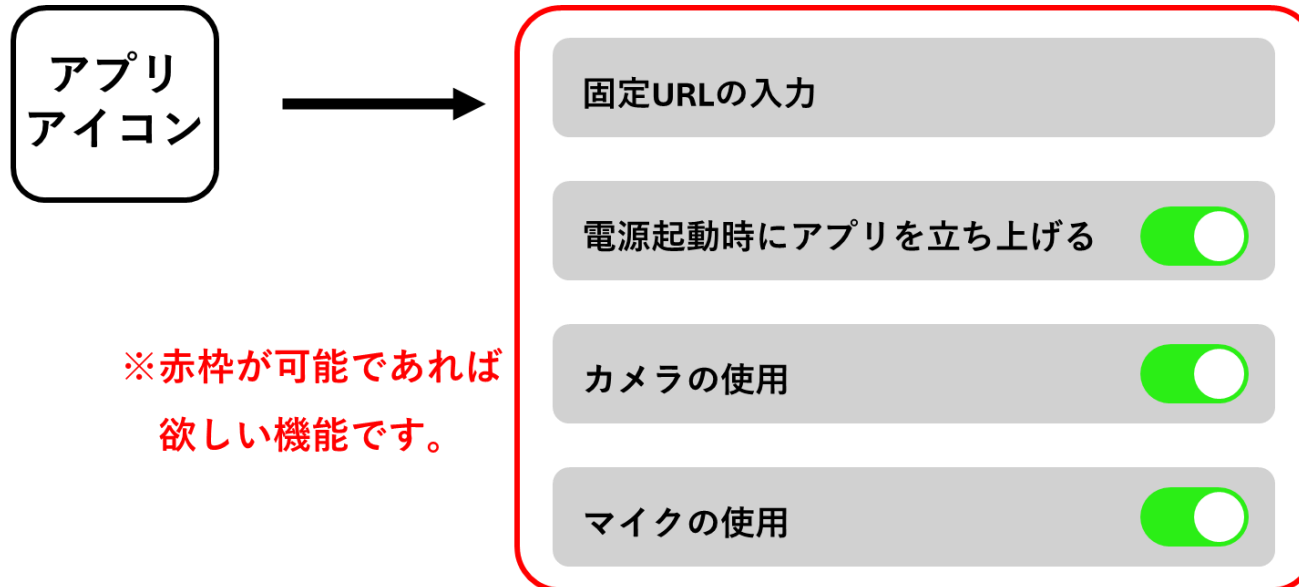 アプリ
アイコン
固定URLの入力
電源起動時にアプリを立ち上げる
※赤枠が可能であれば
欲しい機能です。
カメラの使用
マイクの使用